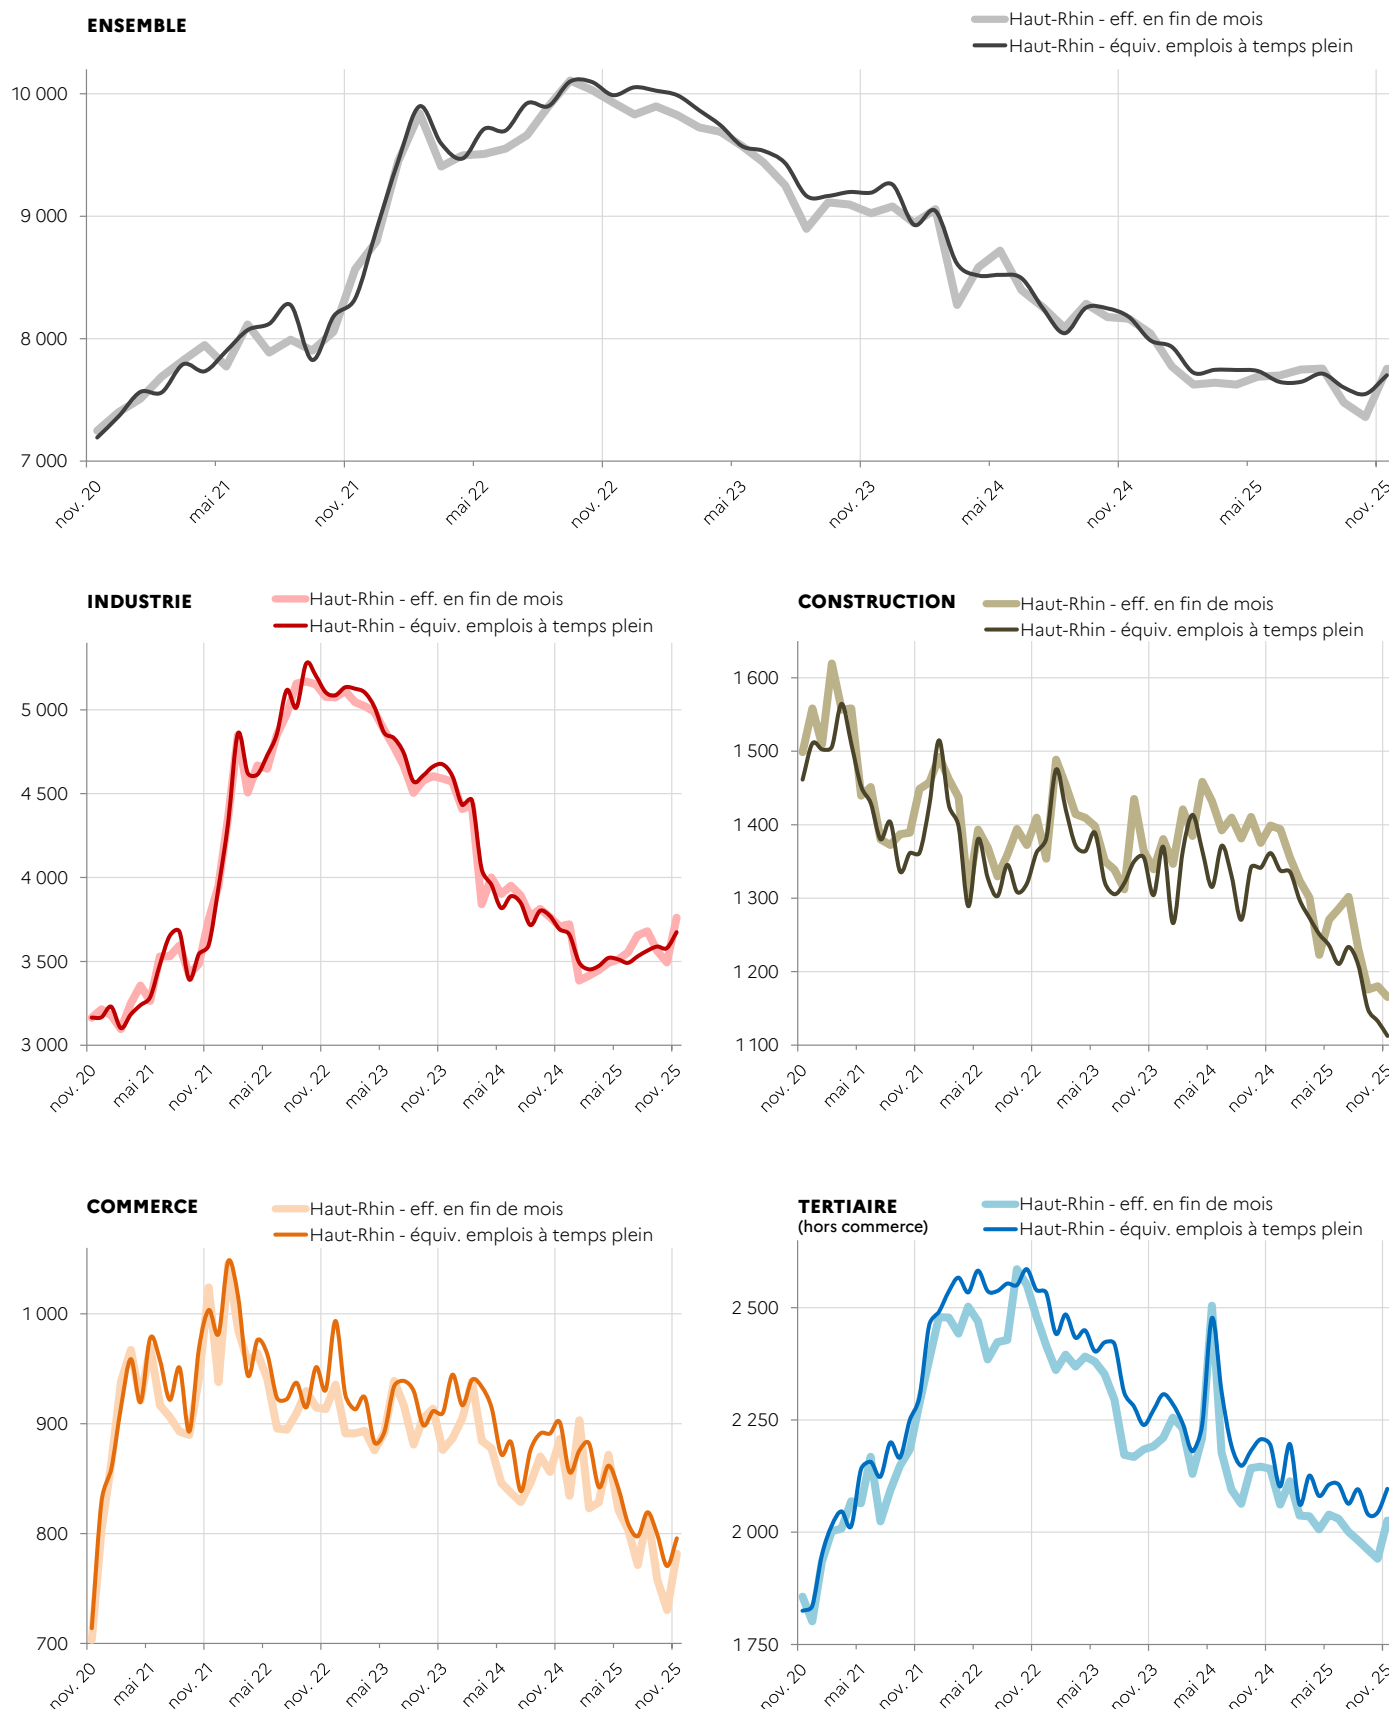 ENSEMBLE
Haut-Rhin - eff. en fin de mois
Haut-Rhin - équiv. emplois à temps plein
10 000
9 000
8 000
7 000
nov. 20
mai 21
nov. 21
mai 22
nov. 22
mai 23
nov. 23
mai 24
nov. 24
mai 25
nov. 25
INDUSTRIE
Haut-Rhin - eff. en fin de mois
Haut-Rhin - équiv. emplois à temps plein
5 000
4 500
4 000
3 500
3 000
nov. 20
mai 21
nov. 21
mai 22
nov. 22
mai 23
nov. 23
mai 24
nov. 24
mai 25
nov. 25
CONSTRUCTION
Haut-Rhin - eff. en fin de mois
Haut-Rhin - équiv. emplois à temps plein
1 600
1 500
1 400
1 300
1 200
1 100
nov. 20
mai 21
nov. 21
mai 22
nov. 22
mai 23
nov. 23
mai 24
nov. 24
mai 25
nov. 25
COMMERCE
Haut-Rhin - eff. en fin de mois
Haut-Rhin - équiv. emplois à temps plein
1 000
900
800
700
nov. 20
mai 21
nov. 21
mai 22
nov. 22
mai 23
nov. 23
mai 24
nov. 24
mai 25
nov. 25
TERTIAIRE
(hors commerce)
Haut-Rhin - eff. en fin de mois
Haut-Rhin - équiv. emplois à temps plein
2 500
2 250
2 000
1 750
nov. 20
mai 21
nov. 21
mai 22
nov. 22
mai 23
nov. 23
mai 24
nov. 24
mai 25
nov. 25